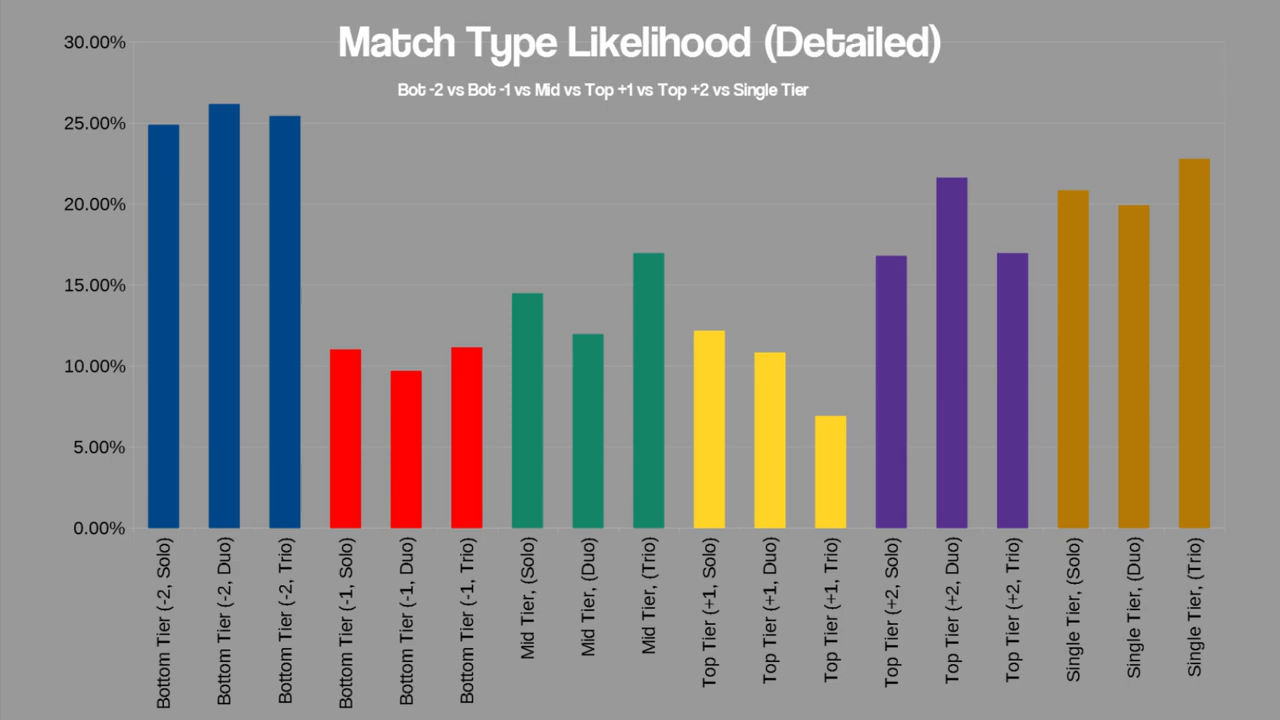 Match Type Likelihood (Detailed)
Bot -2 vs Bot -1 vs Mid vs Top +1 vs Top +2 vs Single Tier
30.00%
25.00%
20.00%
15.00%
10.00%
5.00%
0.00%
Bottom Tier (-2, Solo)
Bottom Tier (-2, Duo)
Bottom Tier (-2, Trio)
Bottom Tier (-1, Solo)
Bottom Tier (-1, Duo)
Bottom Tier (-1, Trio)
Mid Tier, (Solo)
Mid Tier, (Duo)
Mid Tier, (Trio)
Top Tier (+1, Solo)
Top Tier (+1, Duo)
Top Tier (+1, Trio)
Top Tier (+2, Solo)
Top Tier (+2, Duo)
Top Tier (+2, Trio)
Single Tier, (Solo)
Single Tier, (Duo)
Single Tier, (Trio)